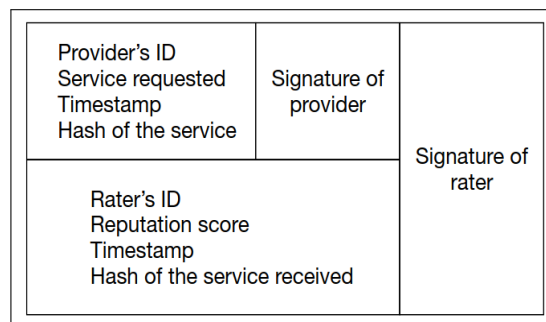 Provider's ID
Service requested
Timestamp
Hash of the service
Signature of
provider
Rater's ID
Reputation score
Timestamp
Hash of the service received
Signature of
rater